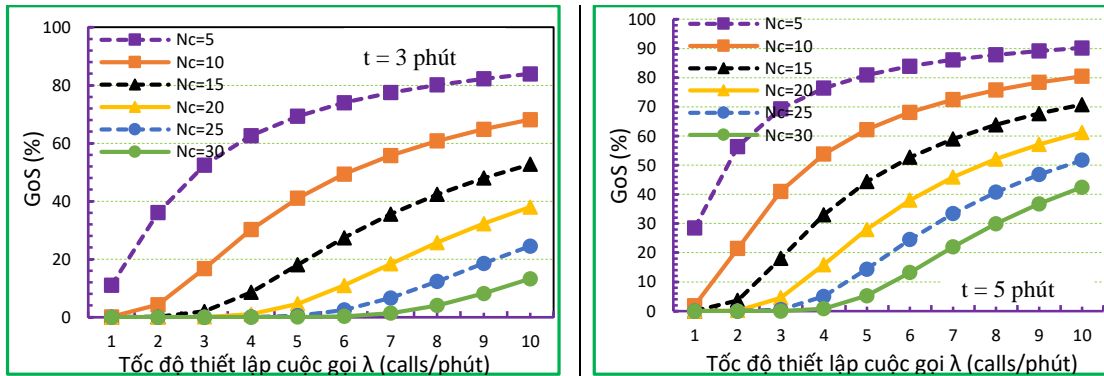 100
80
60
40
20
0
GoS (%)
Nc=5
Nc=10
Nc=15
Nc=20
Nc=25
Nc=30
t = 3 phút
1 2 3 4 5 6 7 8 9 10
Tốc độ thiết lập cuộc gọi λ (calls/phút)
100
90
80
70
60
50
40
30
20
10
0
GoS (%)
Nc=5
Nc=10
Nc=15
Nc=20
Nc=25
Nc=30
t = 5 phút
1 2 3 4 5 6 7 8 9 10
Tốc độ thiết lập cuộc gọi λ (calls/phút)